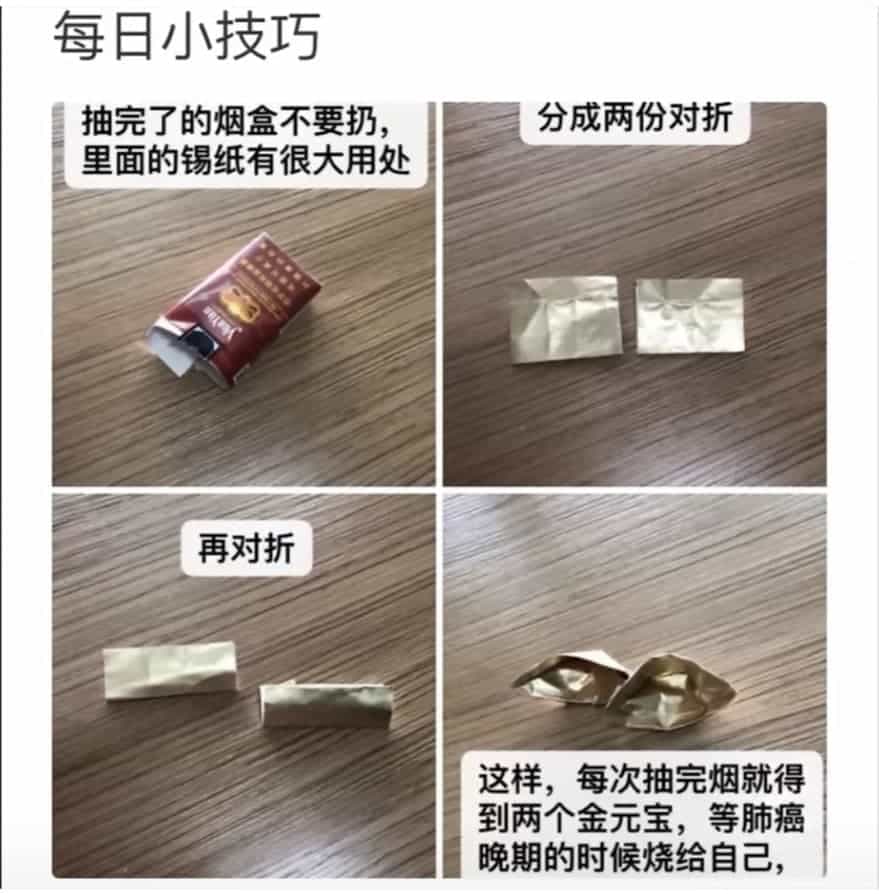 每日小技巧
抽完了的烟盒不要扔，
里面的锡纸有很大用处
分成两份对折
再对折
这样，每次抽完烟就得
到两个金元宝，等肺癌
晚期的时候烧给自己，